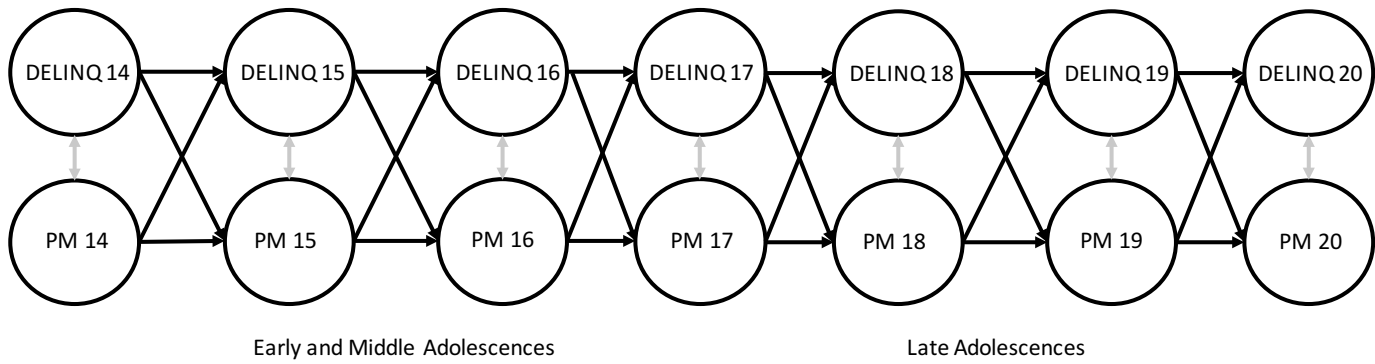 DELINQ 14
DELINQ 15
DELINQ 16
DELINQ 17
DELINQ 18
DELINQ 19
DELINQ 20
PM 14
PM 15
PM 16
PM 17
PM 18
PM 19
PM 20
Early and Middle Adolescences
Late Adolescences